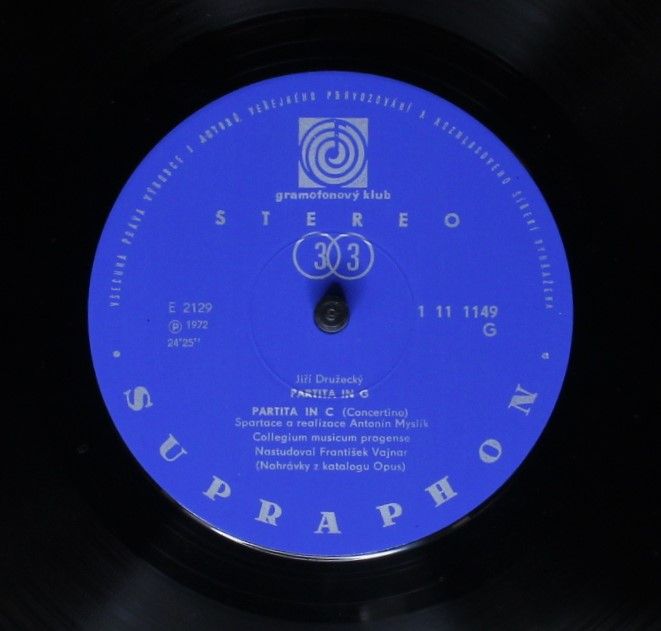 VŠECHNA PRÁVA VÝROBCE I AUTORŮ VEŘEJNÉHO PROVOZOVÁNÍ A ROZHLASOVÉHO ŠÍŘENÍ VYHRAŽENA
gramofonový klub
STEREO
33
E 2129
Ⓟ 1972
24'25"
1 11 1149
G
Jiří Družecký
PARTITA IN G
PARTITA IN C (Concertino)
Spartace a realizace Antonín Myslík
Collegium musicum pragense
Nastudoval František Vajnar
(Nahrávky z katalogu Opus)
SUPRAPHON